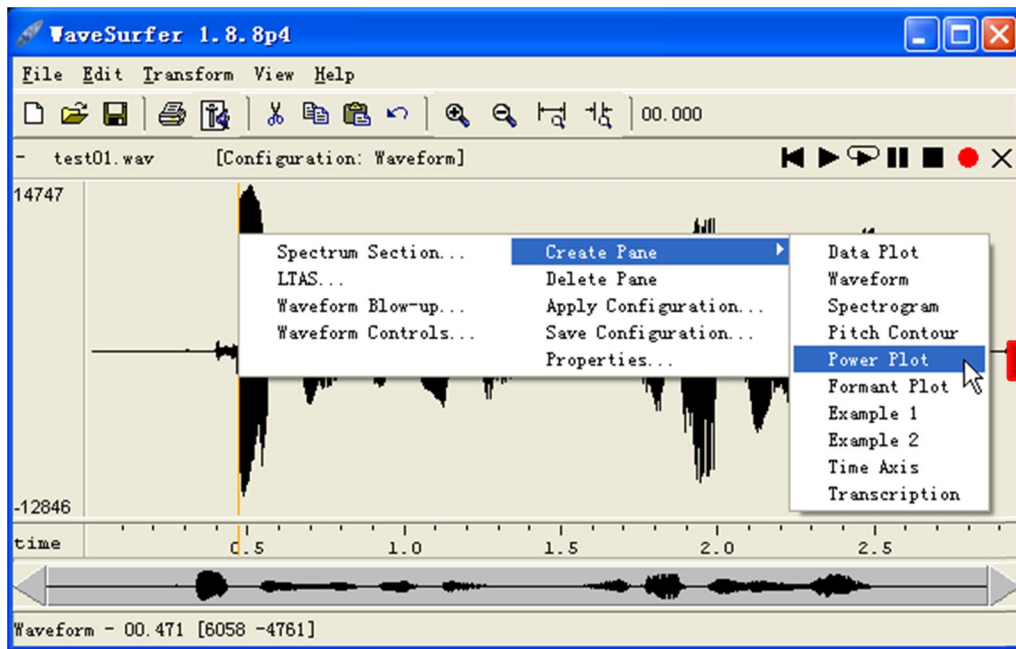 WaveSurfer 1.8.8p4
File Edit Transform View Help
00.000
- test01.wav [Configuration: Waveform]
14747
Spectrum Section...
LTAS...
Waveform Blow-up...
Waveform Controls...
Create Pane
Delete Pane
Apply Configuration...
Save Configuration...
Properties...
Data Plot
Waveform
Spectrogram
Pitch Contour
Power Plot
Formant Plot
Example 1
Example 2
Time Axis
Transcription
-12846
time 0.5 1.0 1.5 2.0 2.5
Waveform - 00.471 [6058 -4761]